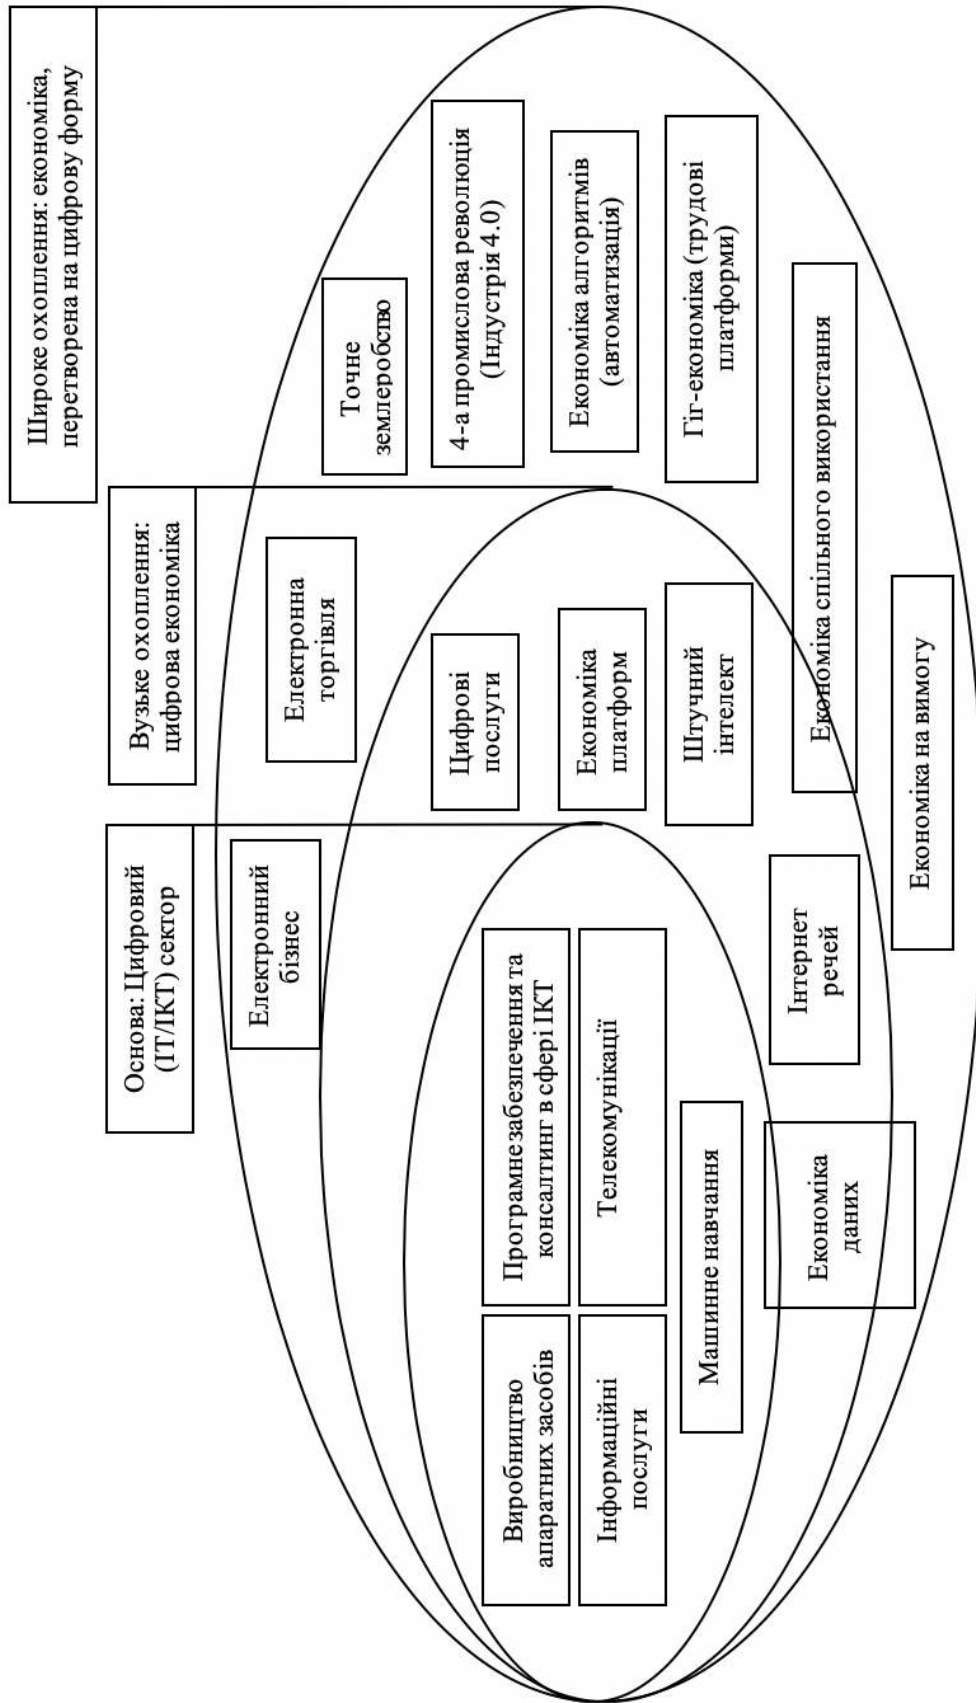 Основа: Цифровий
(ІТ/ІКТ) сектор
Вузьке охоплення:
цифрова економіка
Широке охоплення: економіка,
перетворена на цифрову форму
Електронний
бізнес
Електронна
торгівля
Точне
землеробство
4-а промислова революція
(Індустрія 4.0)
Економіка алгоритмів
(автоматизація)
Гіг-економіка (трудові
платформи)
Цифрові
послуги
Економіка
платформ
Штучний
інтелект
Виробництво
апаратних засобів
Програмне забезпечення та
консалтинг в сфері ІКТ
Інформаційні
послуги
Телекомунікації
Машинне навчання
Економіка
даних
Інтернет
речей
Економіка спільного використання
Економіка на вимогу